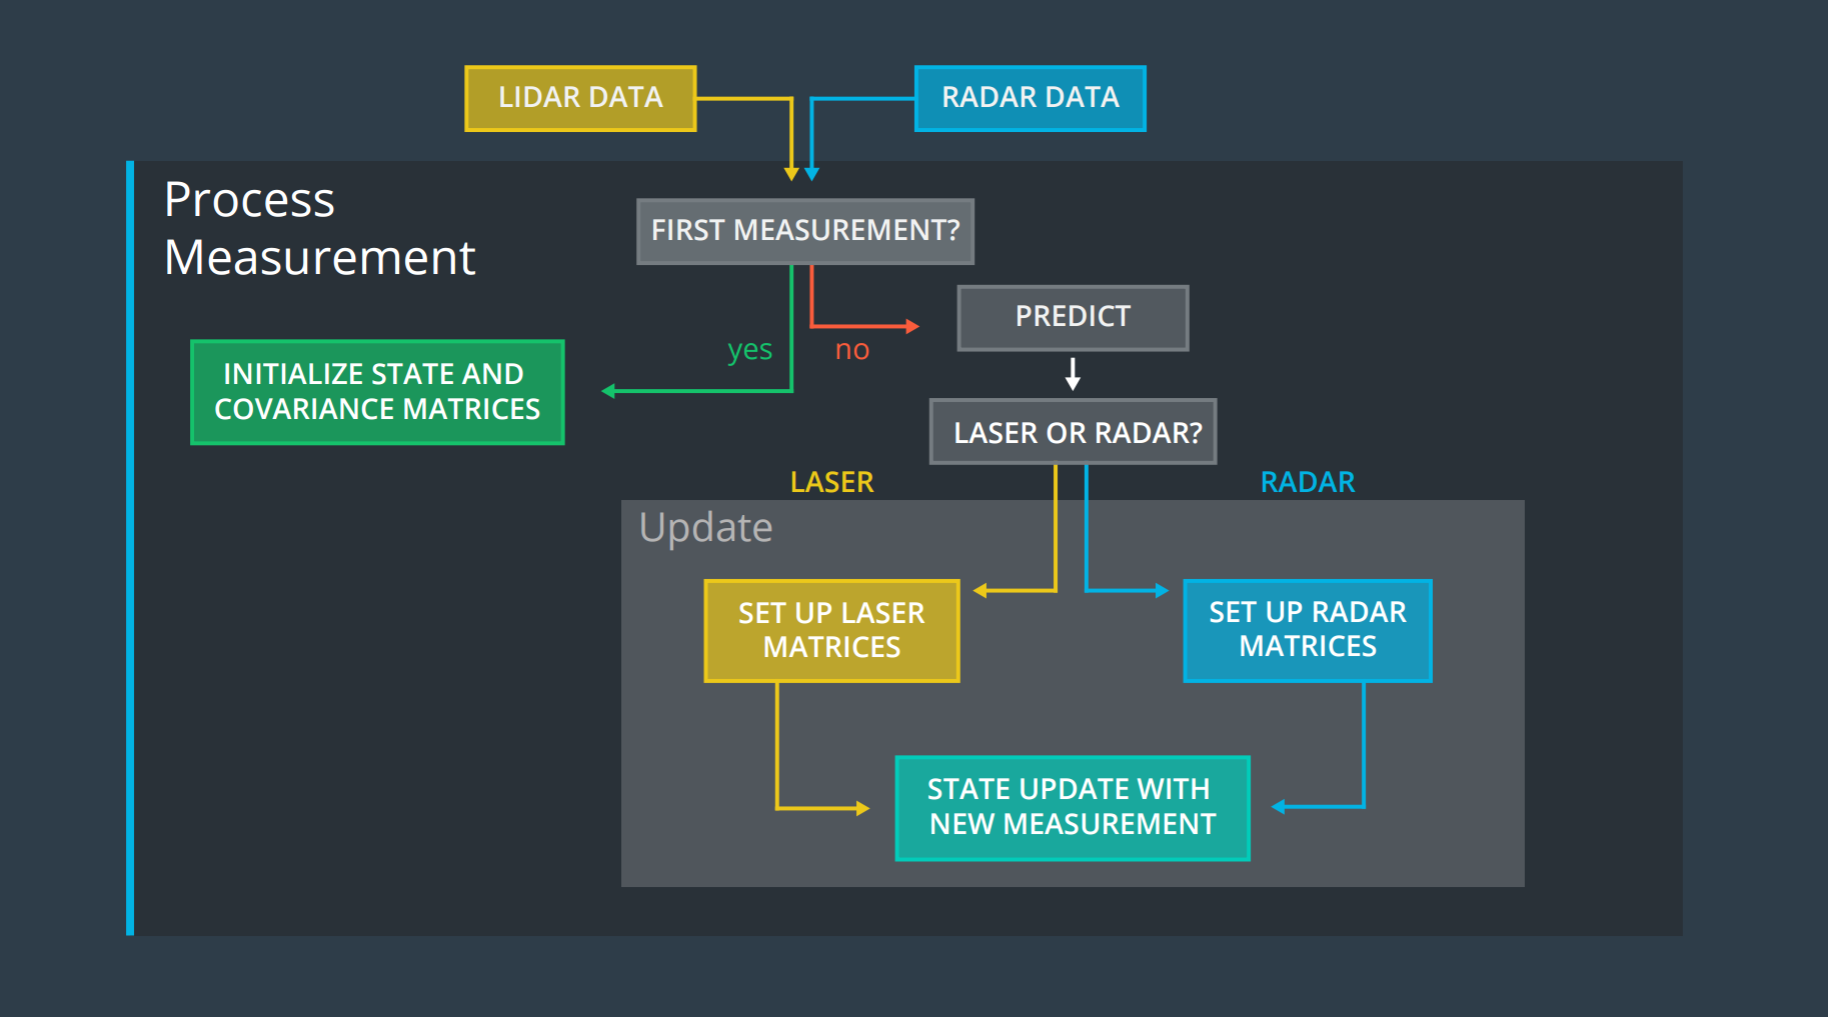 LIDAR DATA
RADAR DATA
Process
Measurement
FIRST MEASUREMENT?
PREDICT
yes
no
INITIALIZE STATE AND
COVARIANCE MATRICES
LASER OR RADAR?
LASER
RADAR
Update
SET UP LASER
MATRICES
SET UP RADAR
MATRICES
STATE UPDATE WITH
NEW MEASUREMENT